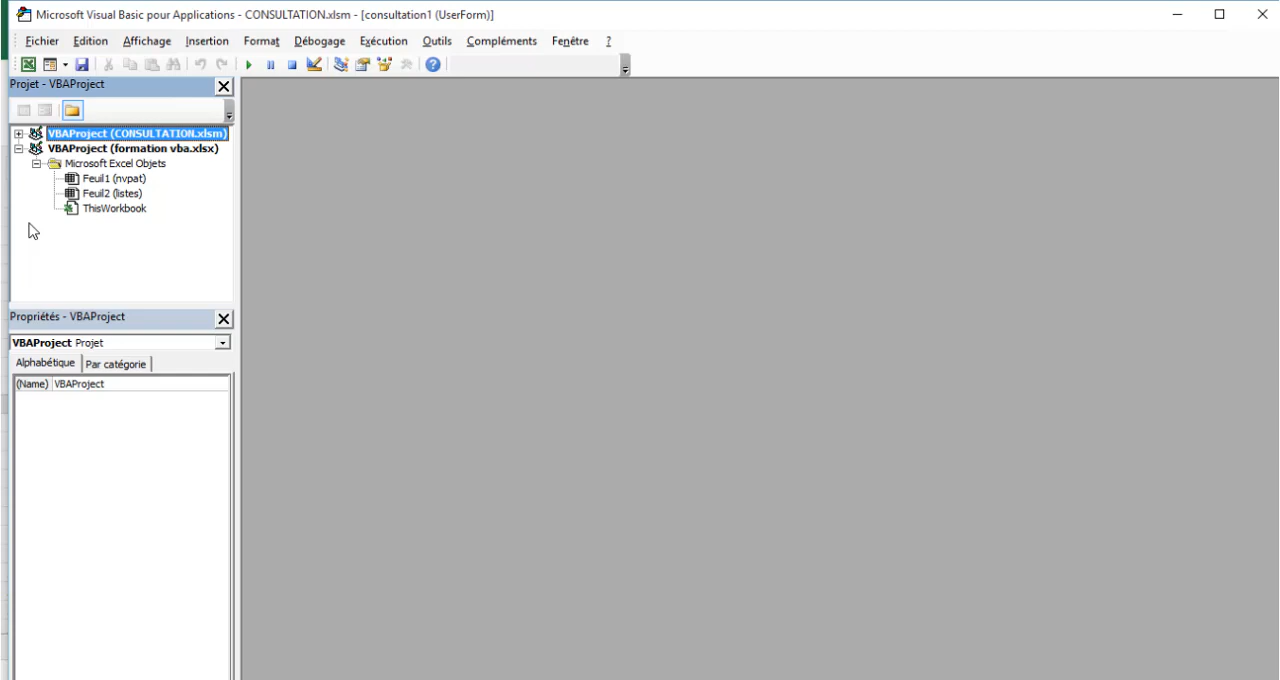 Microsoft Visual Basic pour Applications - CONSULTATION.xlsm - [consultation1 (UserForm)]
Fichier Edition Affichage Insertion Format Débogage Exécution Outils Compléments Fenêtre ?
Projet - VBAProject
VBAProject (CONSULTATION.xlsm)
VBAProject (formation vba.xlsx)
Microsoft Excel Objets
Feuil1 (nvpat)
Feuil2 (listes)
ThisWorkbook
Propriétés - VBAProject
VBAProject Projet
Alphabétique Par catégorie
(Name) VBAProject